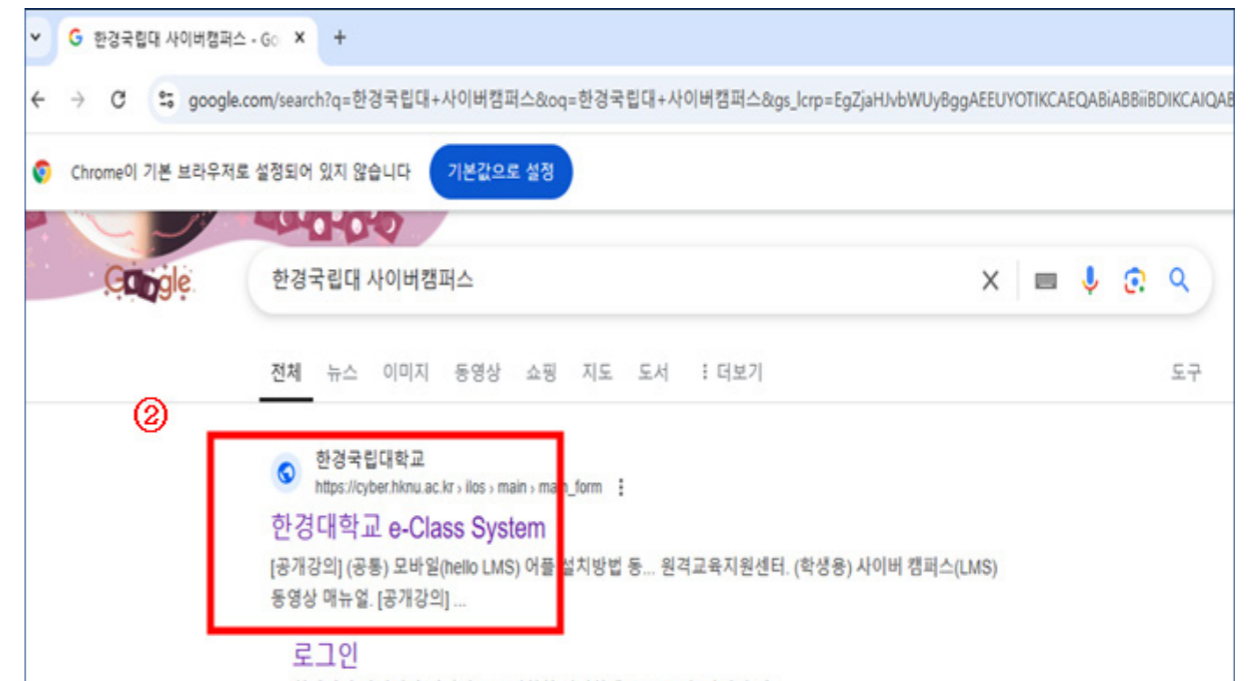 한경국립대 사이버캠퍼스 - Go
google.com/search?q=한경국립대+사이버캠퍼스&oq=한경국립대+사이버캠퍼스&gs_lcrp=EgZjaHJvbWUyBggAEEUYOTIKCAEQABiABBiiBDIKCAIQAB
Chrome이 기본 브라우저로 설정되어 있지 않습니다 기본값으로 설정
Google
한경국립대 사이버캠퍼스
전체 뉴스 이미지 동영상 쇼핑 지도 도서 더보기 도구
②
한경국립대학교
https://cyber.hknu.ac.kr › ilos › main › main_form
한경대학교 e-Class System
[공개강의] (공통) 모바일(hello LMS) 어플 설치방법 동... 원격교육지원센터. (학생용) 사이버 캠퍼스(LMS)
동영상 매뉴얼. [공개강의] ...
로그인